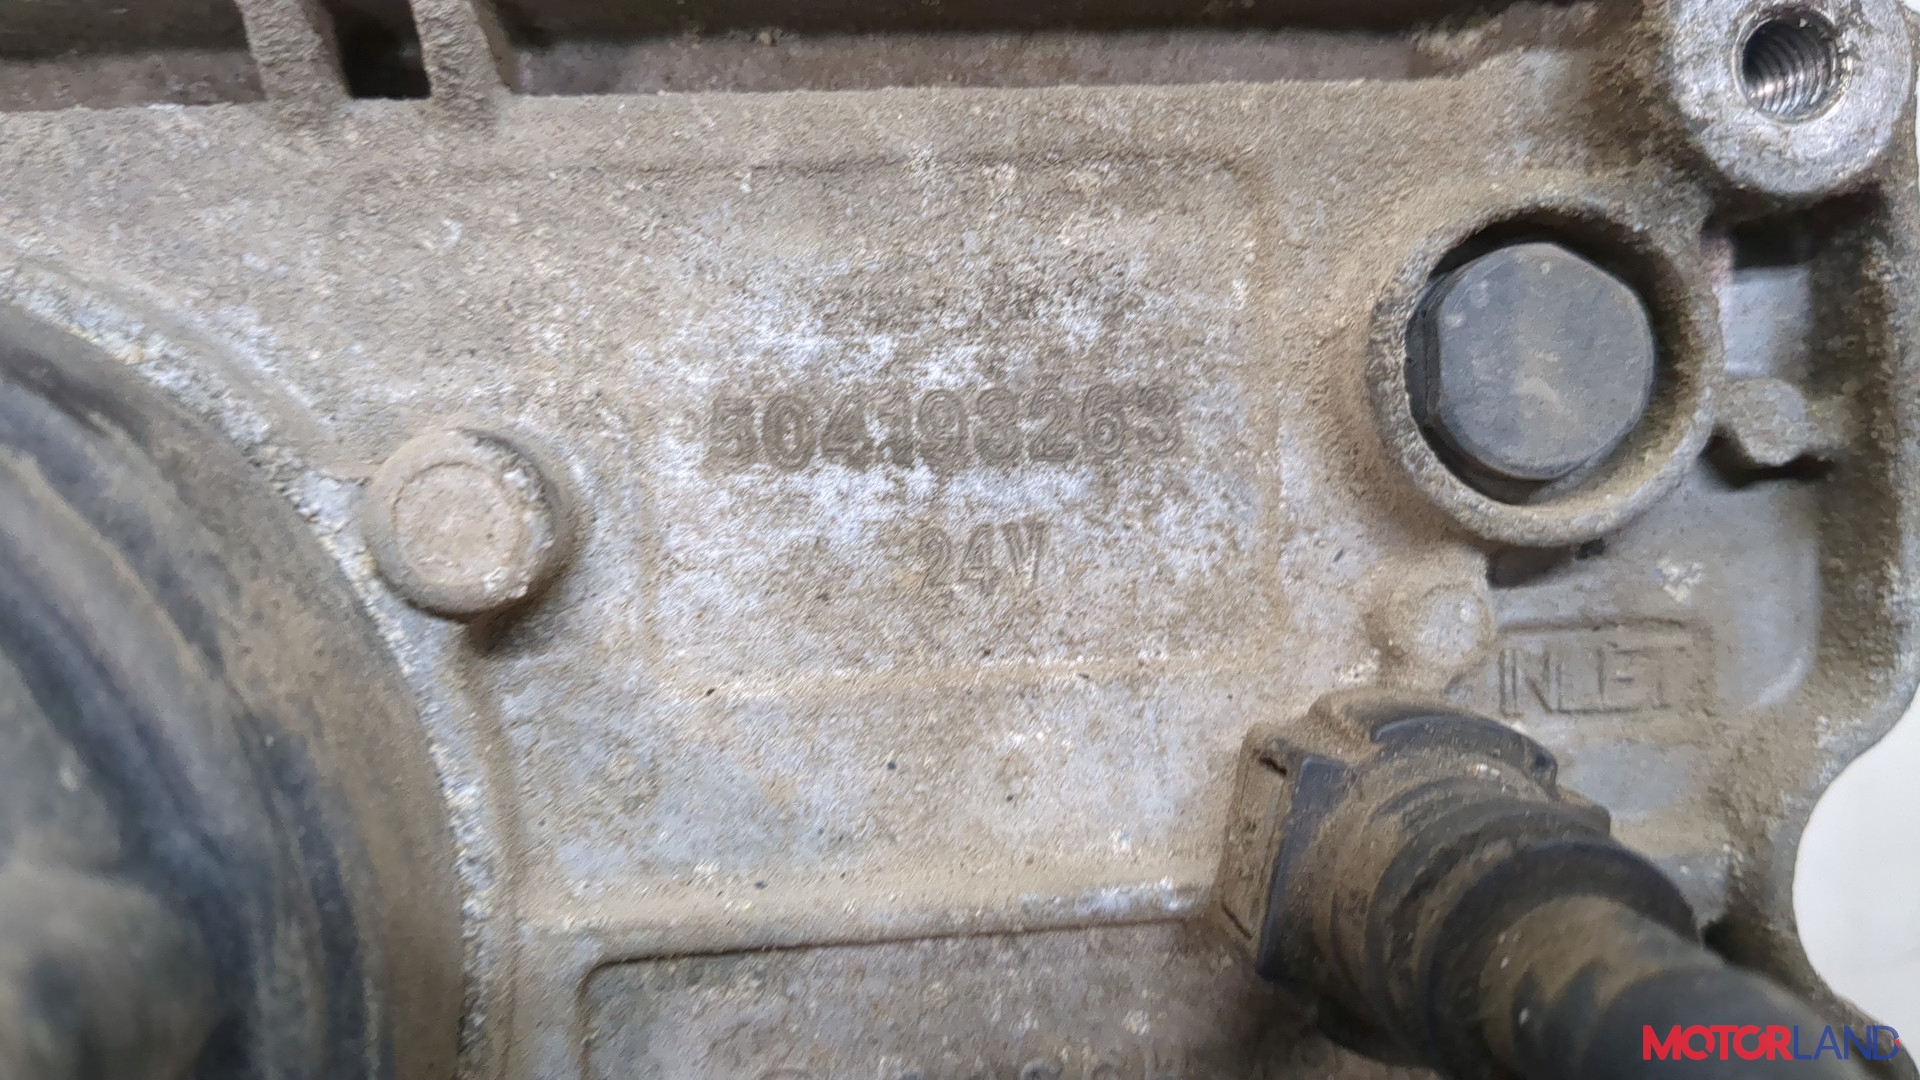 504193263
24V
INLET
MOTORLAND